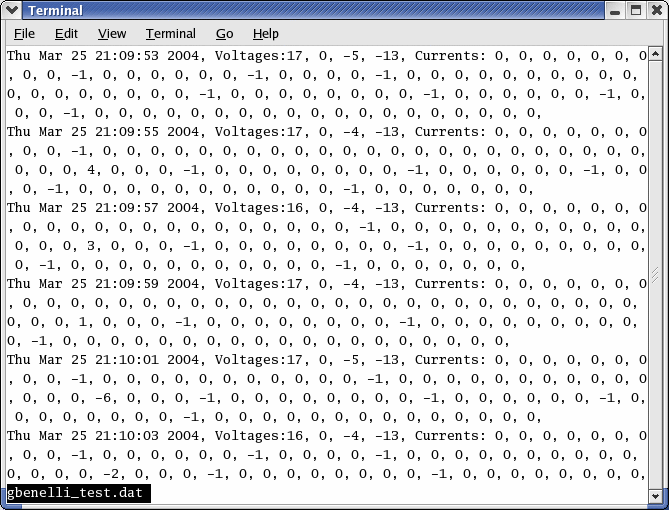 Terminal
File Edit View Terminal Go Help
Thu Mar 25 21:09:53 2004, Voltages:17, 0, -5, -13, Currents: 0, 0, 0, 0, 0, 0, 0
, 0, 0, -1, 0, 0, 0, 0, 0, 0, -1, 0, 0, 0, 0, -1, 0, 0, 0, 0, 0, 0, 0, 0, 0, 0,
0, 0, 0, 0, 0, 0, 0, 0, -1, 0, 0, 0, 0, 0, 0, 0, 0, -1, 0, 0, 0, 0, 0, 0, -1, 0,
0, 0, -1, 0, 0, 0, 0, 0, 0, 0, 0, 0, 0, 0, 0, 0, 0, 0, 0, 0, 0, 0,
Thu Mar 25 21:09:55 2004, Voltages:17, 0, -4, -13, Currents: 0, 0, 0, 0, 0, 0, 0
, 0, 0, -1, 0, 0, 0, 0, 0, 0, 0, 0, 0, 0, 0, 0, 0, 0, 0, 0, 0, 0, 0, 0, 0, 0, 0,
0, 0, 0, 4, 0, 0, 0, -1, 0, 0, 0, 0, 0, 0, 0, 0, -1, 0, 0, 0, 0, 0, 0, -1, 0, 0
, 0, -1, 0, 0, 0, 0, 0, 0, 0, 0, 0, 0, 0, -1, 0, 0, 0, 0, 0, 0, 0,
Thu Mar 25 21:09:57 2004, Voltages:16, 0, -4, -13, Currents: 0, 0, 0, 0, 0, 0, 0
, 0, 0, 0, 0, 0, 0, 0, 0, 0, 0, 0, 0, 0, 0, -1, 0, 0, 0, 0, 0, 0, 0, 0, 0, 0, 0,
0, 0, 0, 3, 0, 0, 0, -1, 0, 0, 0, 0, 0, 0, 0, 0, -1, 0, 0, 0, 0, 0, 0, 0, 0, 0,
0, -1, 0, 0, 0, 0, 0, 0, 0, 0, 0, 0, 0, -1, 0, 0, 0, 0, 0, 0, 0,
Thu Mar 25 21:09:59 2004, Voltages:17, 0, -4, -13, Currents: 0, 0, 0, 0, 0, 0, 0
, 0, 0, 0, 0, 0, 0, 0, 0, 0, 0, 0, 0, 0, 0, 0, 0, 0, 0, 0, 0, 0, 0, 0, 0, 0, 0,
0, 0, 0, 1, 0, 0, 0, -1, 0, 0, 0, 0, 0, 0, 0, 0, -1, 0, 0, 0, 0, 0, 0, 0, 0, 0,
0, -1, 0, 0, 0, 0, 0, 0, 0, 0, 0, 0, 0, 0, 0, 0, 0, 0, 0, 0, 0,
Thu Mar 25 21:10:01 2004, Voltages:17, 0, -5, -13, Currents: 0, 0, 0, 0, 0, 0, 0
, 0, 0, -1, 0, 0, 0, 0, 0, 0, 0, 0, 0, 0, 0, -1, 0, 0, 0, 0, 0, 0, 0, 0, 0, 0, 0
, 0, 0, 0, -6, 0, 0, 0, -1, 0, 0, 0, 0, 0, 0, 0, 0, -1, 0, 0, 0, 0, 0, 0, -1, 0,
0, 0, 0, 0, 0, 0, 0, -1, 0, 0, 0, 0, 0, 0, 0, 0, 0, 0, 0, 0, 0, 0,
Thu Mar 25 21:10:03 2004, Voltages:16, 0, -4, -13, Currents: 0, 0, 0, 0, 0, 0, 0
, 0, 0, -1, 0, 0, 0, 0, 0, 0, -1, 0, 0, 0, 0, -1, 0, 0, 0, 0, 0, 0, 0, 0, 0, 0,
0, 0, 0, 0, -2, 0, 0, 0, -1, 0, 0, 0, 0, 0, 0, 0, 0, -1, 0, 0, 0, 0, 0, 0, 0, 0,
gbenelli_test.dat